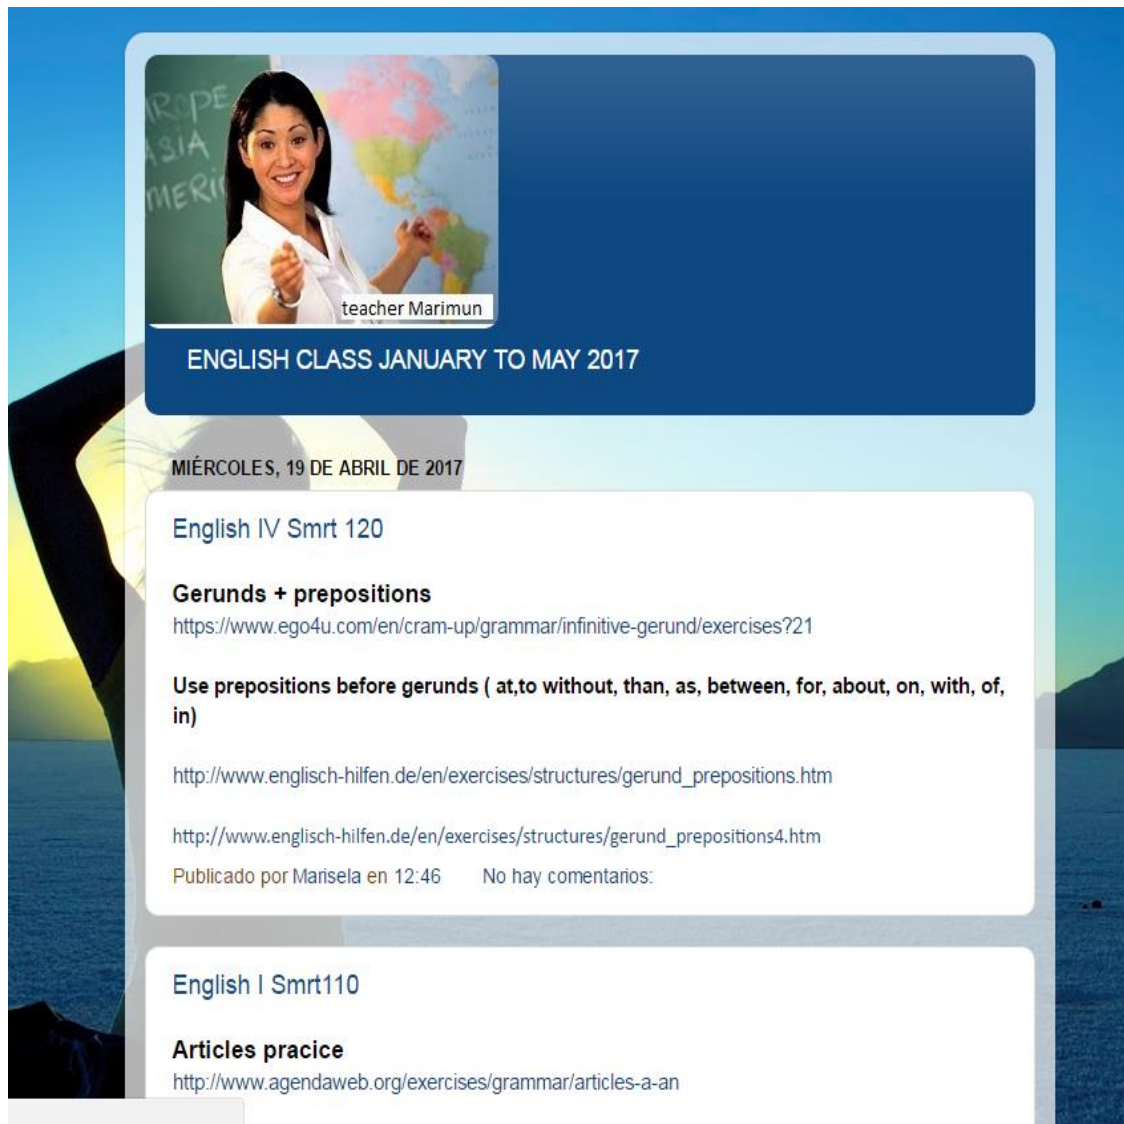 EUROPE
ASIA
AMERIC
teacher Marimun
ENGLISH CLASS JANUARY TO MAY 2017
MIÉRCOLES, 19 DE ABRIL DE 2017
English IV Smrt 120
Gerunds + prepositions
https://www.ego4u.com/en/cram-up/grammar/infinitive-gerund/exercises?21
Use prepositions before gerunds ( at,to without, than, as, between, for, about, on, with, of,
in)
http://www.englisch-hilfen.de/en/exercises/structures/gerund_prepositions.htm
http://www.englisch-hilfen.de/en/exercises/structures/gerund_prepositions4.htm
Publicado por Marisela en 12:46 No hay comentarios:
English I Smrt110
Articles pracice
http://www.agendaweb.org/exercises/grammar/articles-a-an